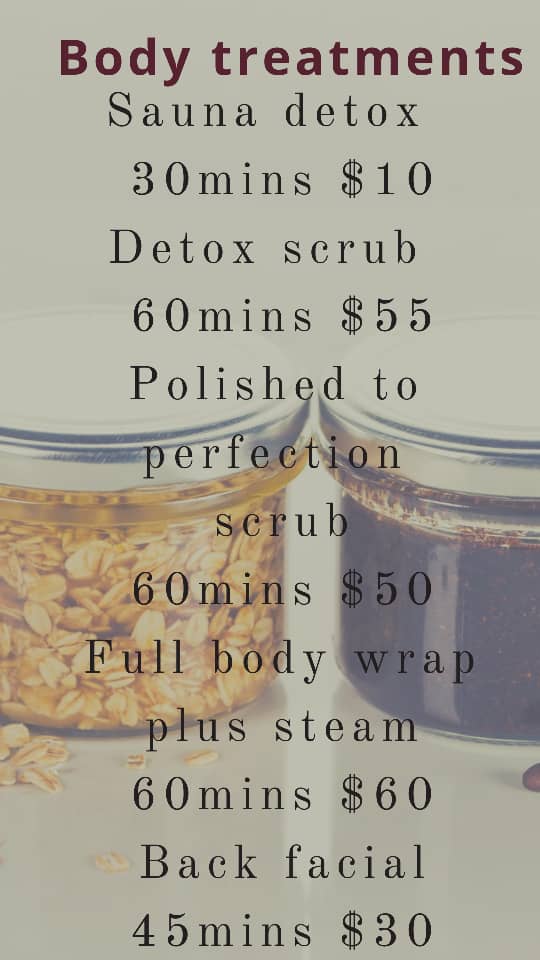 Body treatments
Sauna detox
30mins $10
Detox scrub
60mins $55
Polished to
perfection
scrub
60mins $50
Full body wrap
plus steam
60mins $60
Back facial
45mins $30